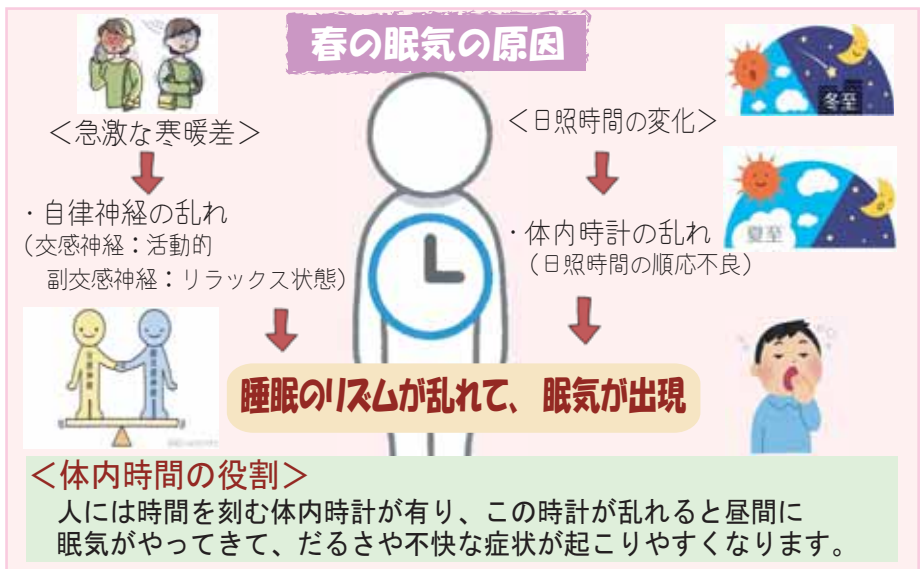 春の眠気の原因
＜急激な寒暖差＞
・自律神経の乱れ
（交感神経：活動的
副交感神経：リラックス状態）
＜日照時間の変化＞
冬至
夏至
・体内時計の乱れ
（日照時間の順応不良）
睡眠のリズムが乱れて、眠気が出現
＜体内時間の役割＞
人には時間を刻む体内時計が有り、この時計が乱れると昼間に
眠気がやってきて、だるさや不快な症状が起こりやすくなります。